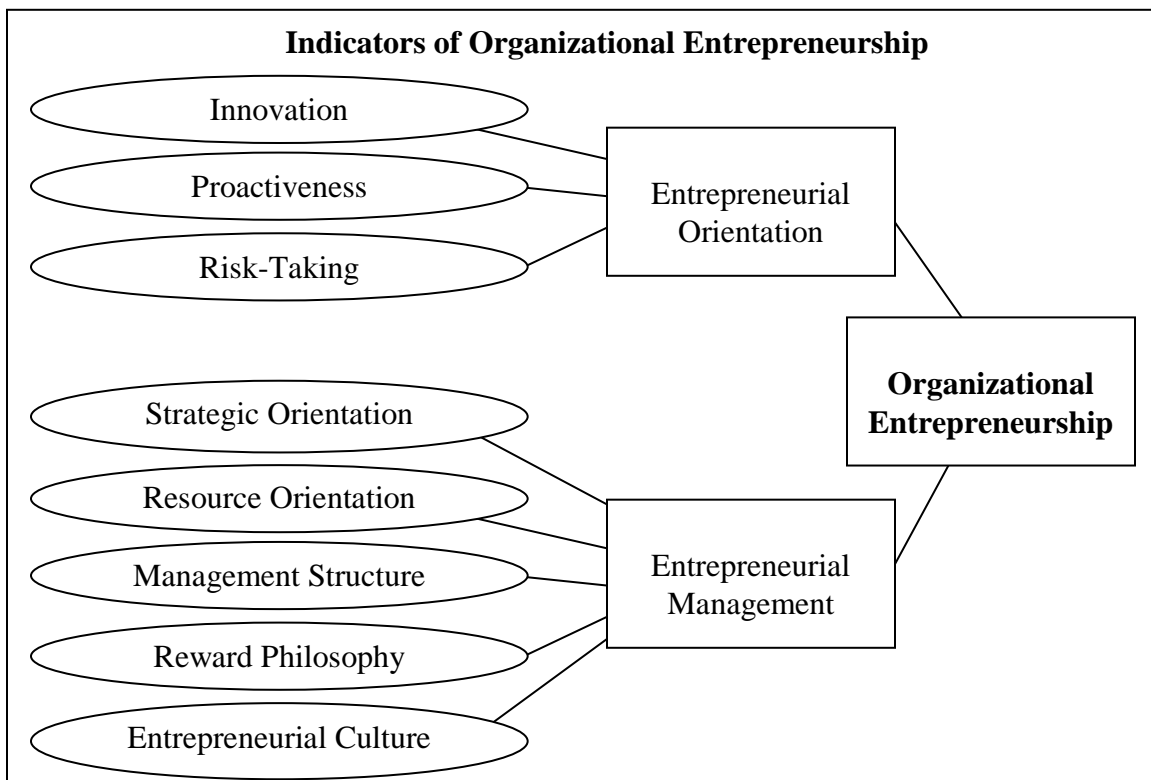 Indicators of Organizational Entrepreneurship
Innovation
Proactiveness
Risk-Taking
Entrepreneurial
Orientation
Organizational
Entrepreneurship
Strategic Orientation
Resource Orientation
Management Structure
Reward Philosophy
Entrepreneurial Culture
Entrepreneurial
Management